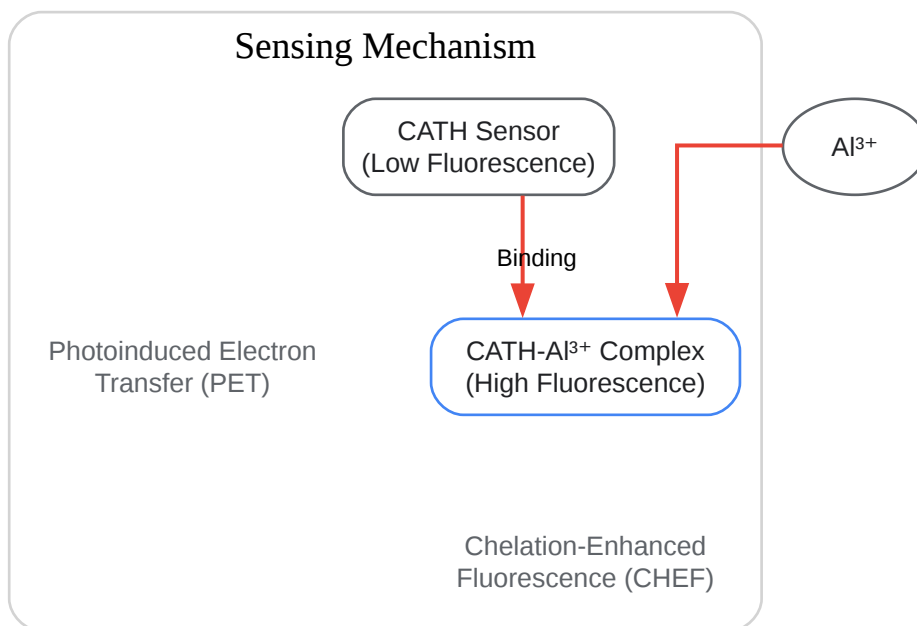 Sensing Mechanism
CATH Sensor
(Low Fluorescence)
Al³⁺
Binding
CATH-Al³⁺ Complex
(High Fluorescence)
Photoinduced Electron
Transfer (PET)
Chelation-Enhanced
Fluorescence (CHEF)